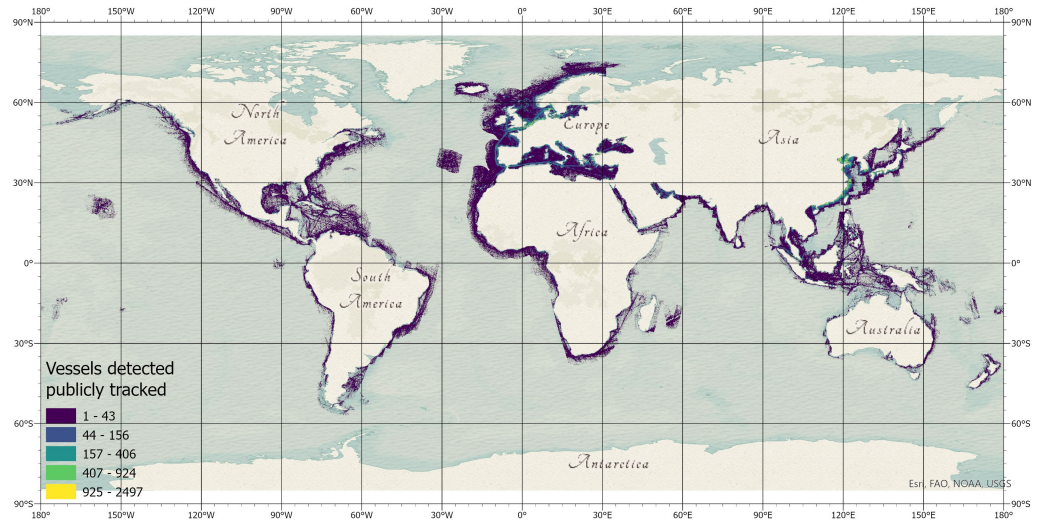 180° 150°W 120°W 90°W 60°W 30°W 0° 30°E 60°E 90°E 120°E 150°E 180°
90°N 90°N
60°N 60°N
30°N 30°N
0° 0°
30°S 30°S
60°S 60°S
90°S 90°S
North
America
Europe
Asia
Africa
South
America
Australia
Antarctica
Vessels detected
publicly tracked
1 - 43
44 - 156
157 - 406
407 - 924
925 - 2497
Esri, FAO, NOAA, USGS
180° 150°W 120°W 90°W 60°W 30°W 0° 30°E 60°E 90°E 120°E 150°E 180°